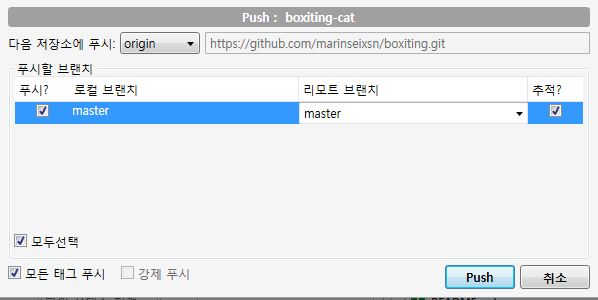 Push : boxiting-cat
다음 저장소에 푸시: origin https://github.com/marinseixsn/boxiting.git
푸시할 브랜치
푸시? 로컬 브랜치 리모트 브랜치 추적?
master master
모두선택
모든 태그 푸시 강제 푸시
Push 취소